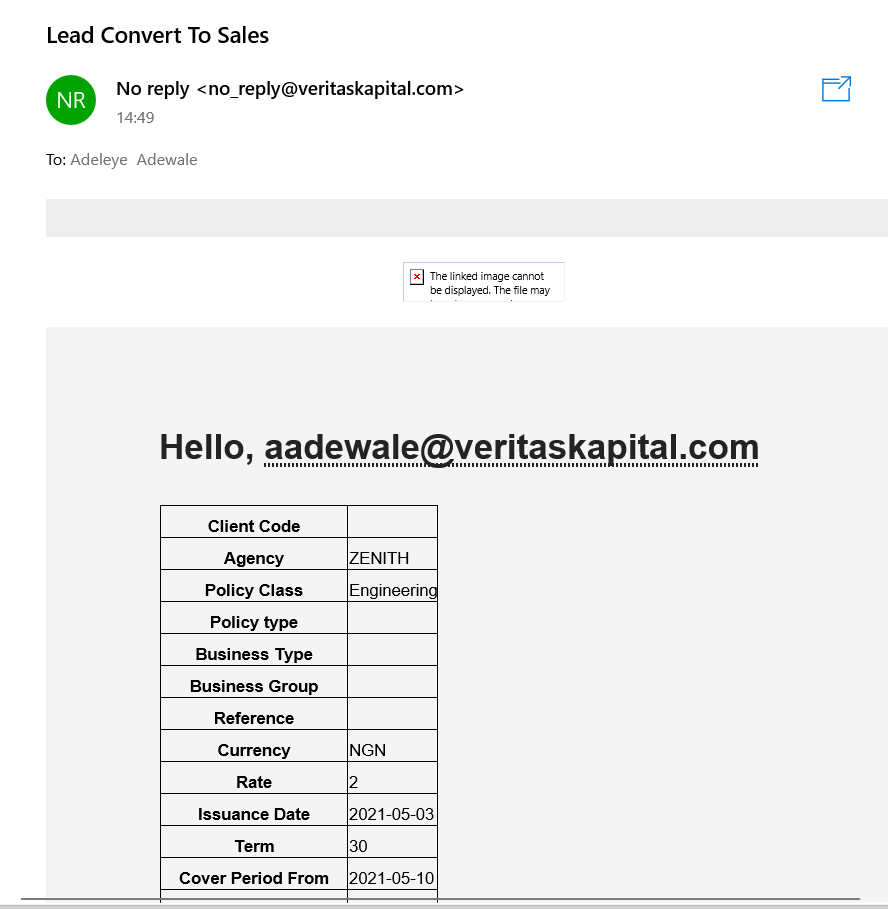 Lead Convert To Sales
NR
No reply <no_reply@veritaskapital.com>
14:49
To: Adeleye Adewale
The linked image cannot
be displayed. The file may
Hello, aadewale@veritaskapital.com
Client Code
Agency ZENITH
Policy Class Engineering
Policy type
Business Type
Business Group
Reference
Currency NGN
Rate 2
Issuance Date 2021-05-03
Term 30
Cover Period From 2021-05-10